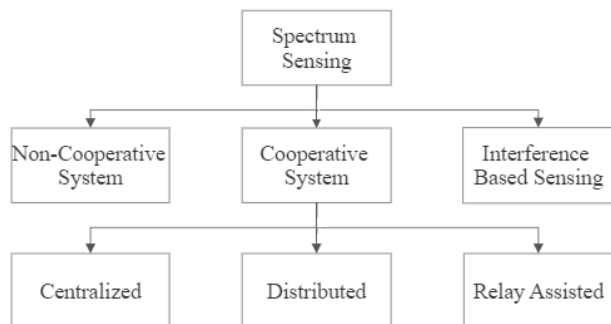 Spectrum
Sensing
Non-Cooperative
System
Cooperative
System
Interference
Based Sensing
Centralized
Distributed
Relay Assisted